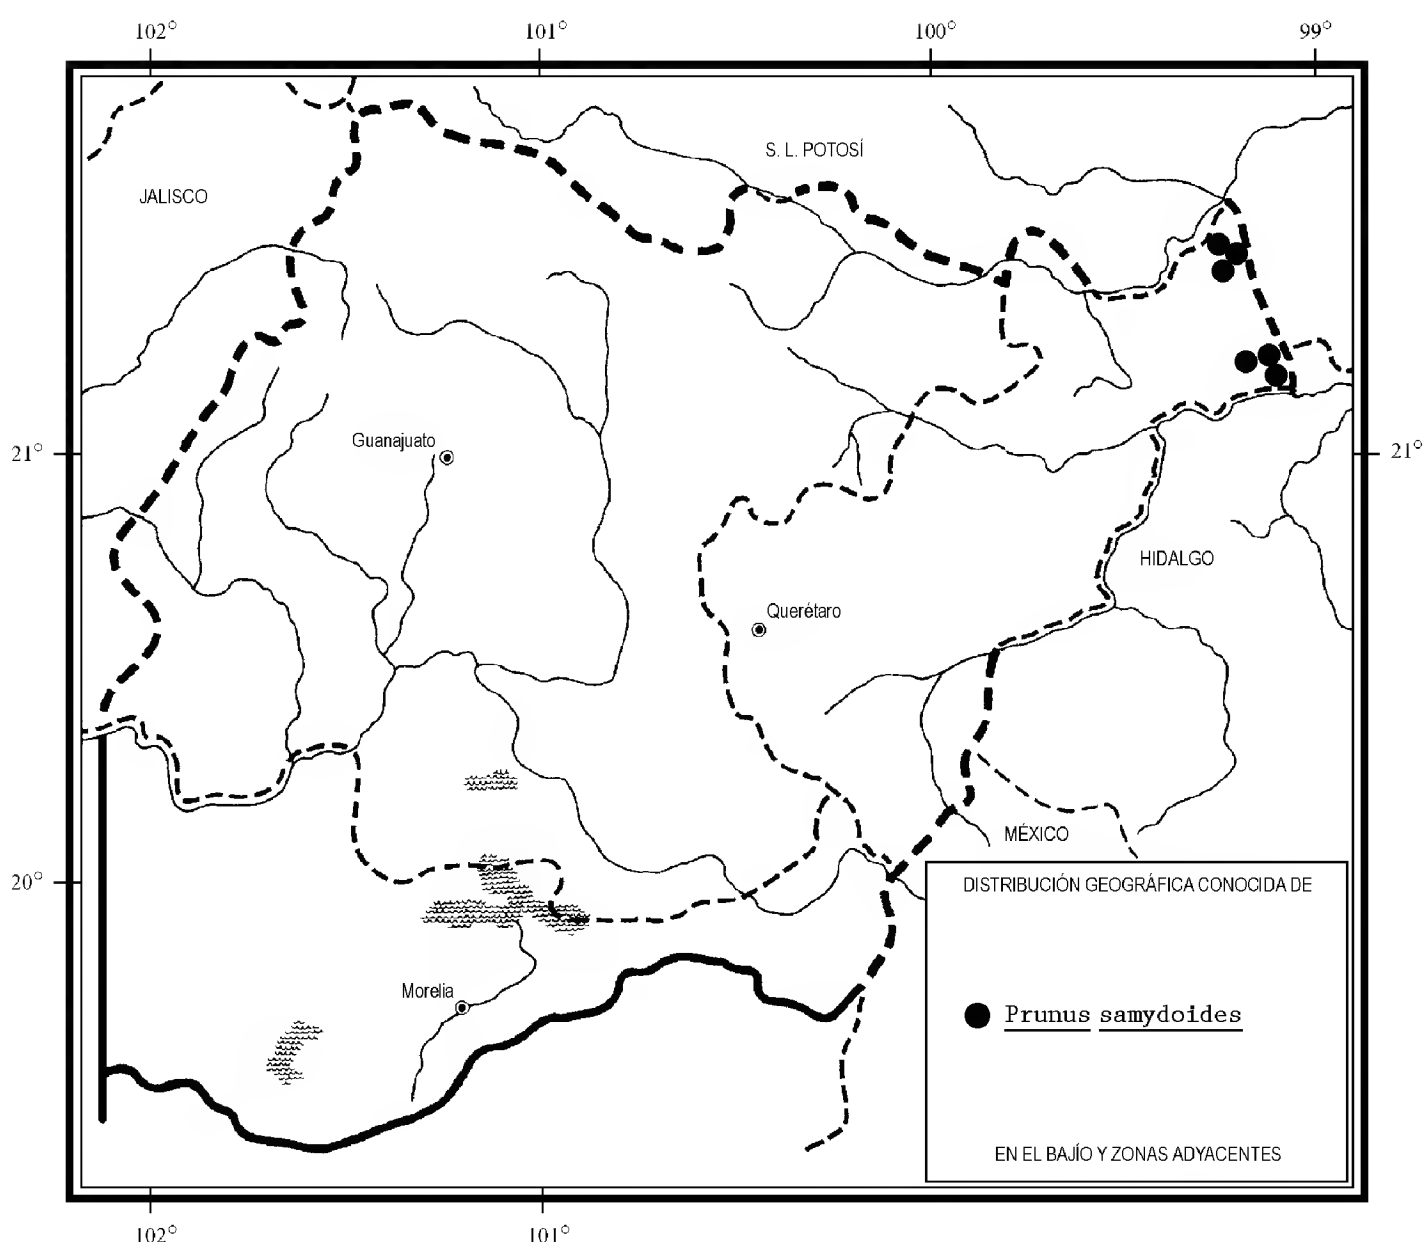 102° 101° 100° 99°
S. L. POTOSÍ
JALISCO
Guanajuato
21° 21°
HIDALGO
Querétaro
MÉXICO
20°
DISTRIBUCIÓN GEOGRÁFICA CONOCIDA DE
Morelia
Prunus samydoides
EN EL BAJÍO Y ZONAS ADYACENTES
102° 101°